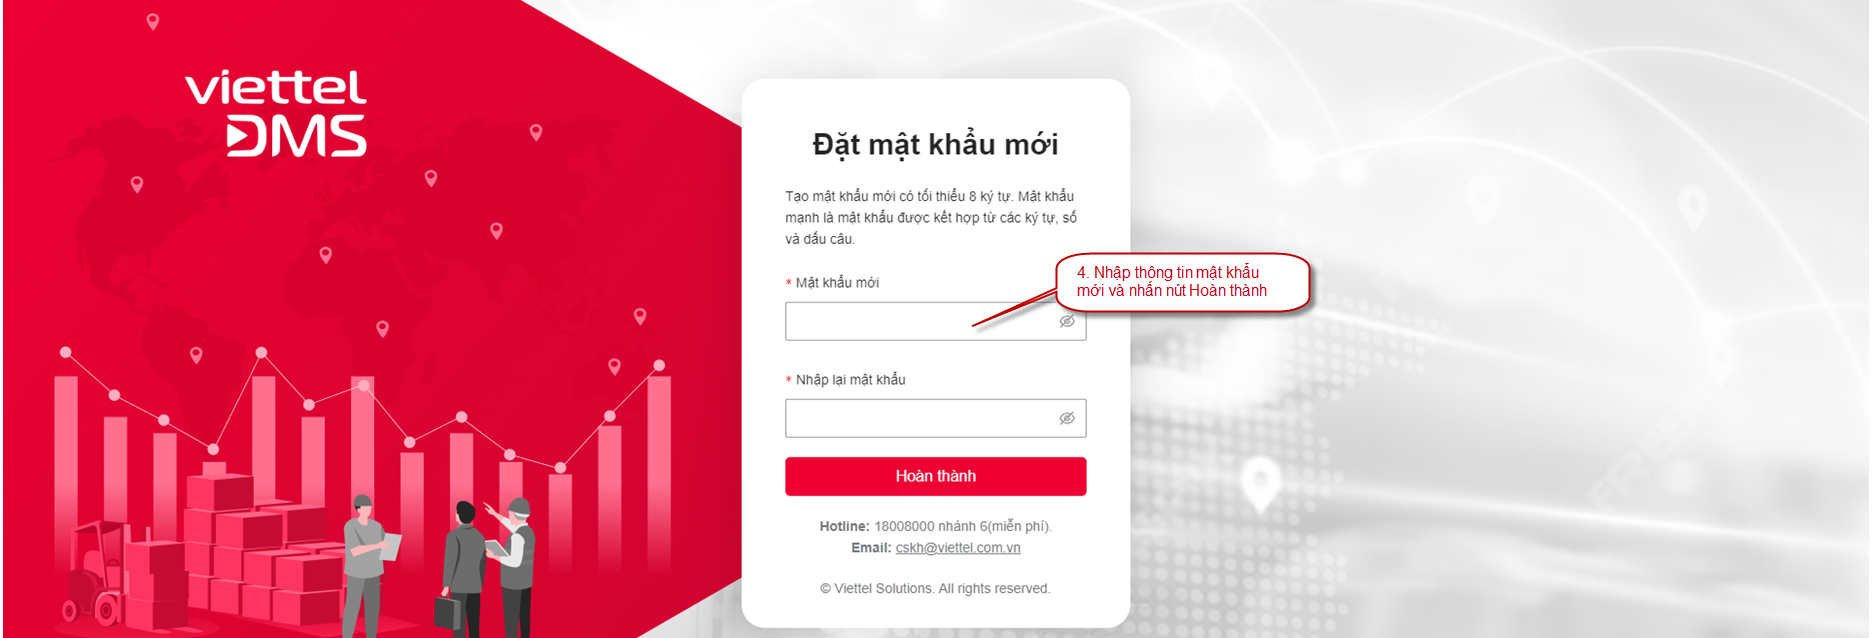 viettel
DMS
Đặt mật khẩu mới
Tạo mật khẩu mới có tối thiểu 8 ký tự. Mật khẩu
mạnh là mật khẩu được kết hợp từ các ký tự, số
và dấu câu.
* Mật khẩu mới
4. Nhập thông tin mật khẩu
mới và nhấn nút Hoàn thành
* Nhập lại mật khẩu
Hoàn thành
Hotline: 18008000 nhánh 6(miễn phí).
Email: cskh@viettel.com.vn
© Viettel Solutions. All rights reserved.